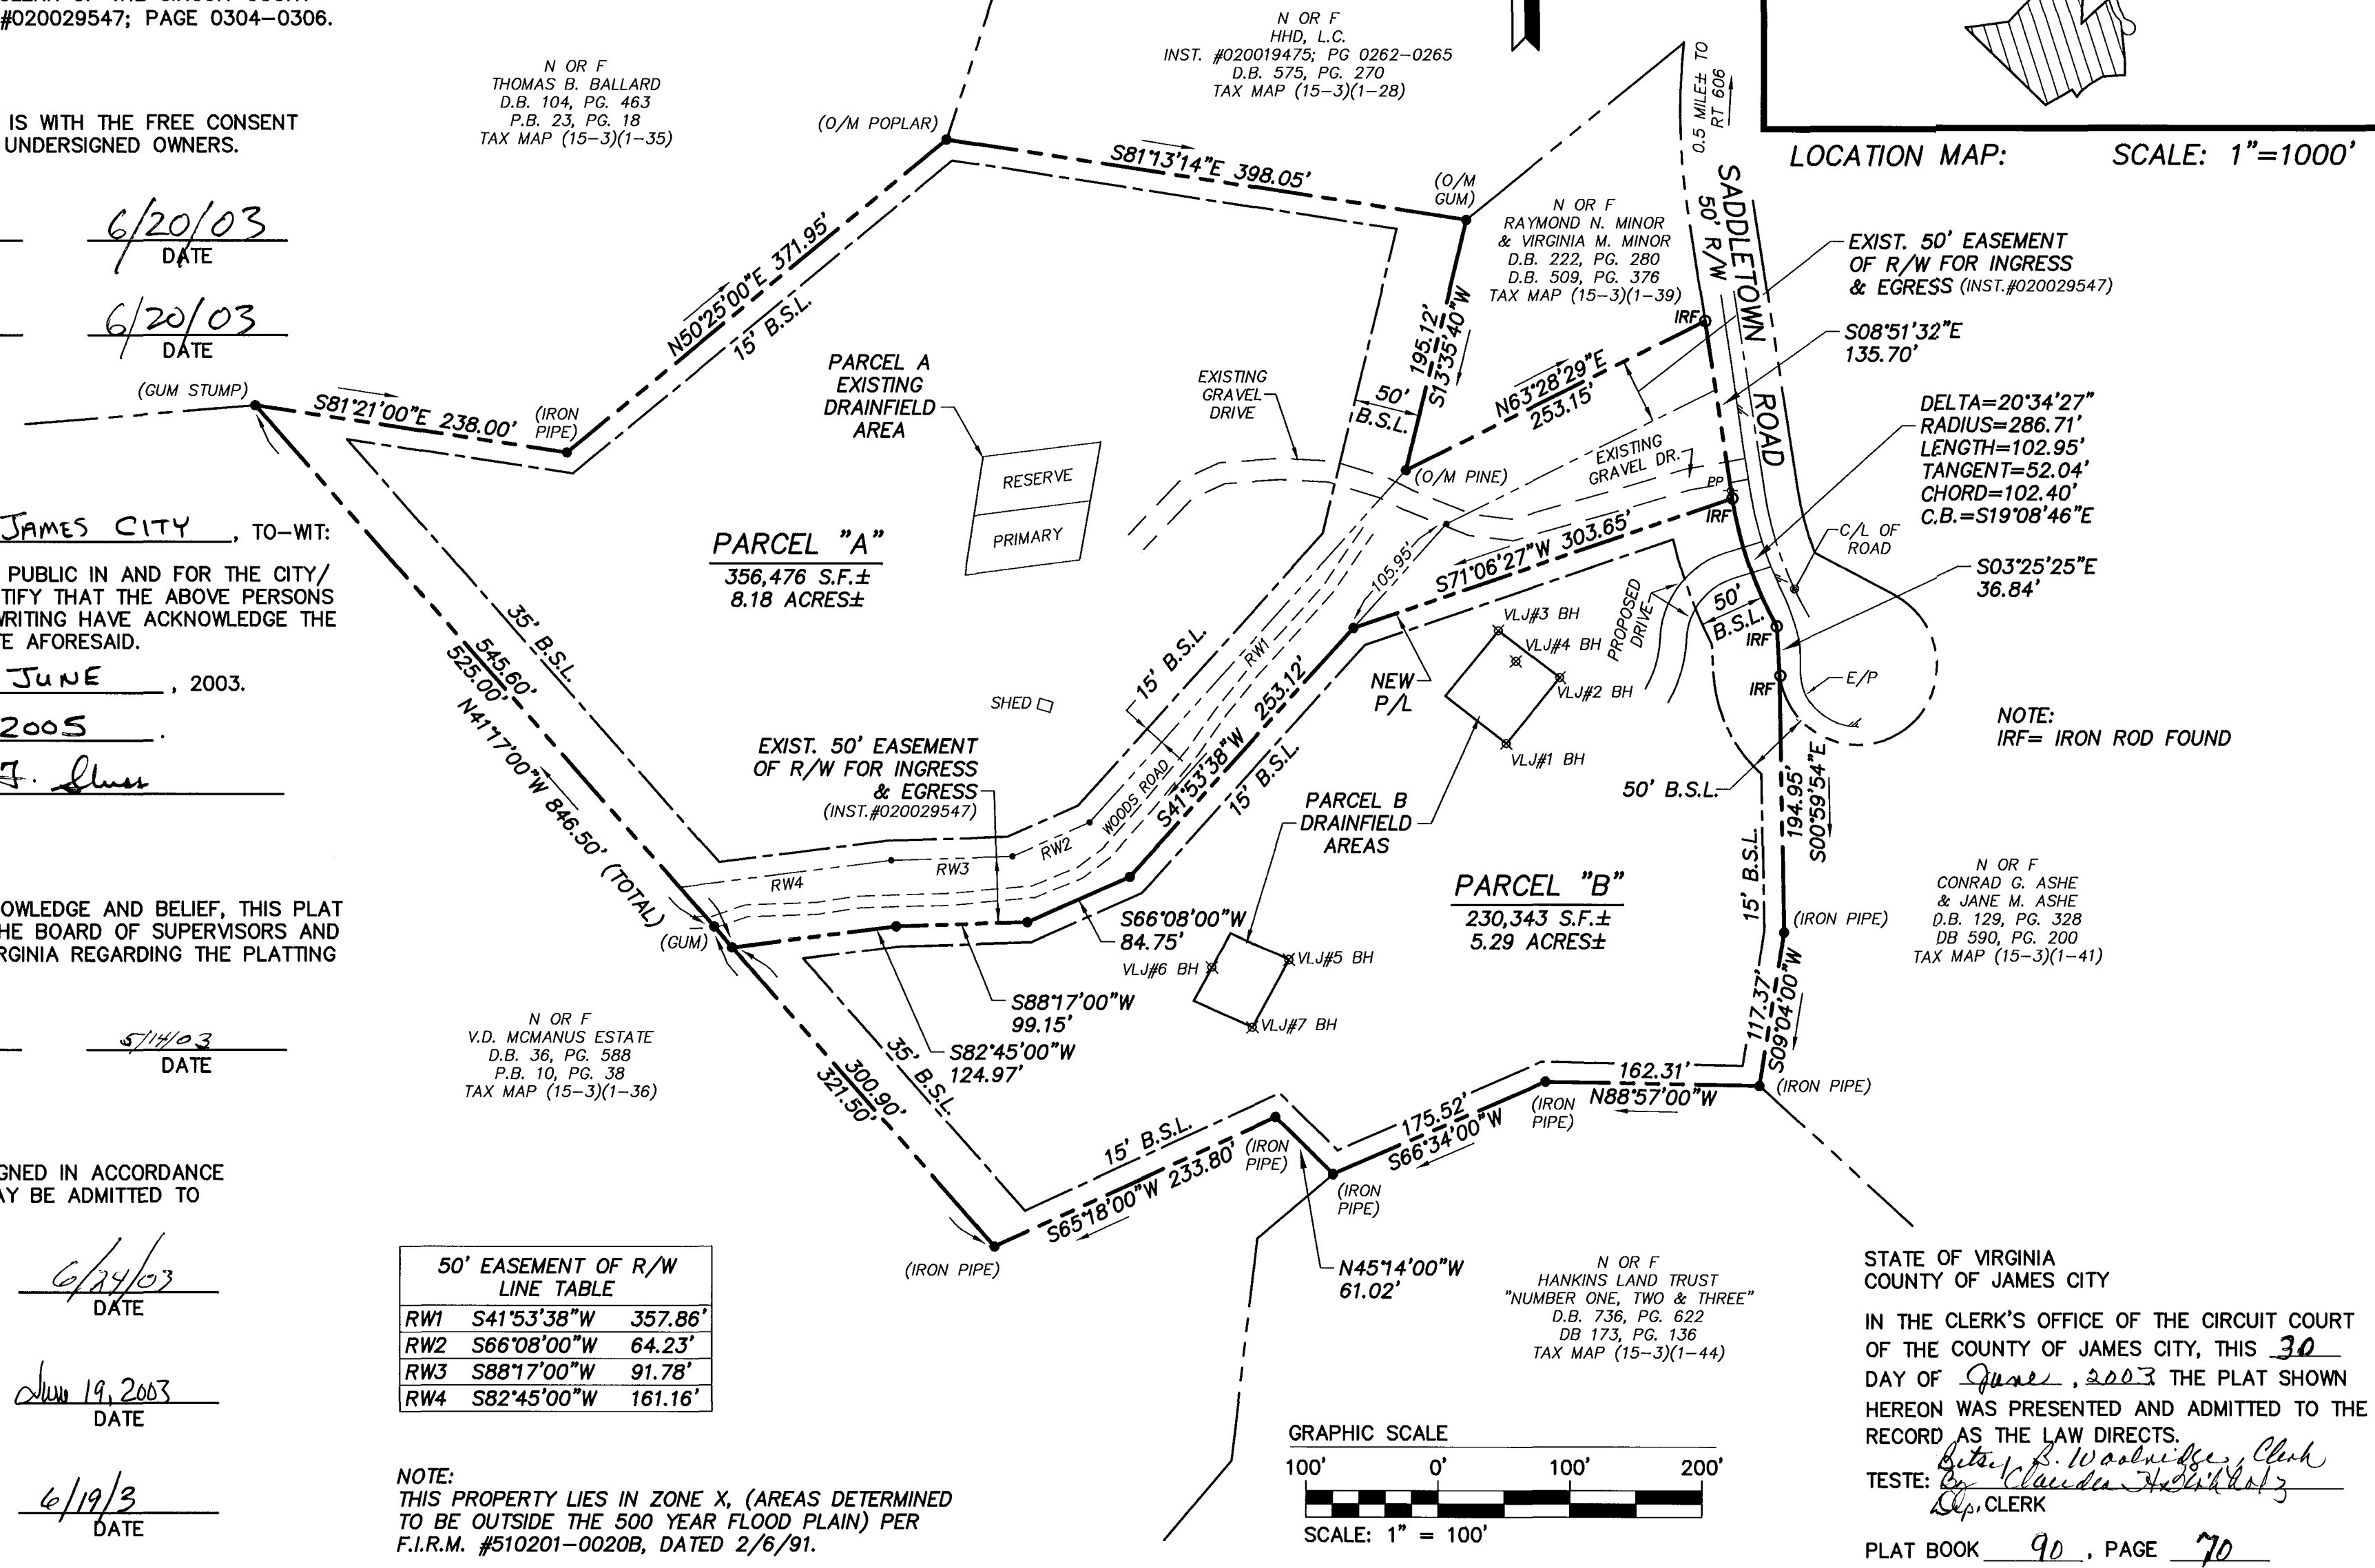 #020029547; PAGE 0304-0306.
IS WITH THE FREE CONSENT
UNDERSIGNED OWNERS.
6/20/03
DATE
6/20/03
DATE
JAMES CITY, TO-WIT:
PUBLIC IN AND FOR THE CITY/
TIFY THAT THE ABOVE PERSONS
WRITING HAVE ACKNOWLEDGE THE
E AFORESAID.
JUNE, 2003.
2005.
OWLEDGE AND BELIEF, THIS PLAT
HE BOARD OF SUPERVISORS AND
RGINIA REGARDING THE PLATTING
5/14/03
DATE
GNED IN ACCORDANCE
AY BE ADMITTED TO
6/24/03
DATE
June 19, 2003
DATE
6/19/3
DATE
N OR F
THOMAS B. BALLARD
D.B. 104, PG. 463
P.B. 23, PG. 18
TAX MAP (15-3)(1-35)
N OR F
HHD, L.C.
INST. #020019475; PG 0262-0265
D.B. 575, PG. 270
TAX MAP (15-3)(1-28)
(O/M POPLAR)
S81°13'14"E 398.05'
(O/M
GUM)
N OR F
RAYMOND N. MINOR
& VIRGINIA M. MINOR
D.B. 222, PG. 280
D.B. 509, PG. 376
TAX MAP (15-3)(1-39)
0.5 MILE± TO
RT 606
SADDLETOWN ROAD
50' R/W
LOCATION MAP: SCALE: 1"=1000'
EXIST. 50' EASEMENT
OF R/W FOR INGRESS
& EGRESS (INST.#020029547)
S08°51'32"E
135.70'
DELTA=20°34'27"
RADIUS=286.71'
LENGTH=102.95'
TANGENT=52.04'
CHORD=102.40'
C.B.=S19°08'46"E
C/L OF
ROAD
S03°25'25"E
36.84'
E/P
NOTE:
IRF= IRON ROD FOUND
(GUM STUMP)
S81°21'00"E 238.00'
(IRON
PIPE)
N50°25'00"E 371.95'
15' B.S.L.
PARCEL A
EXISTING
DRAINFIELD
AREA
RESERVE
PRIMARY
EXISTING
GRAVEL
DRIVE
195.12'
S13°35'40"W
50'
B.S.L.
N63°28'29"E
253.15'
IRF
(O/M PINE)
EXISTING
GRAVEL DR.
PP
IRF
S71°06'27"W 303.65'
105.95'
PROPOSED
DRIVE
50'
B.S.L.
IRF
IRF
PARCEL "A"
356,476 S.F.±
8.18 ACRES±
35' B.S.L.
545.60'
525.00'
N41°17'00"W 846.50' (TOTAL)
SHED
15' B.S.L.
RW1
WOODS ROAD
S41°53'38"W 253.12'
15' B.S.L.
NEW
P/L
VLJ#3 BH
VLJ#4 BH
VLJ#2 BH
VLJ#1 BH
EXIST. 50' EASEMENT
OF R/W FOR INGRESS
& EGRESS
(INST.#020029547)
RW4
RW3
RW2
(GUM)
PARCEL B
DRAINFIELD
AREAS
50' B.S.L.
194.95'
S00°59'54"E
15' B.S.L.
PARCEL "B"
230,343 S.F.±
5.29 ACRES±
N OR F
CONRAD G. ASHE
& JANE M. ASHE
D.B. 129, PG. 328
DB 590, PG. 200
TAX MAP (15-3)(1-41)
(IRON PIPE)
S66°08'00"W
84.75'
VLJ#6 BH
VLJ#5 BH
VLJ#7 BH
S88°17'00"W
99.15'
S82°45'00"W
124.97'
117.37'
S09°04'00"W
(IRON PIPE)
N OR F
V.D. MCMANUS ESTATE
D.B. 36, PG. 588
P.B. 10, PG. 38
TAX MAP (15-3)(1-36)
35' B.S.L.
300.90'
321.50'
(IRON PIPE)
15' B.S.L.
S65°18'00"W 233.80'
(IRON
PIPE)
(IRON
PIPE)
175.52'
S66°34'00"W
162.31'
N88°57'00"W
(IRON
PIPE)
N45°14'00"W
61.02'
N OR F
HANKINS LAND TRUST
"NUMBER ONE, TWO & THREE"
D.B. 736, PG. 622
DB 173, PG. 136
TAX MAP (15-3)(1-44)
50' EASEMENT OF R/W
LINE TABLE
RW1 S41°53'38"W 357.86'
RW2 S66°08'00"W 64.23'
RW3 S88°17'00"W 91.78'
RW4 S82°45'00"W 161.16'
NOTE:
THIS PROPERTY LIES IN ZONE X, (AREAS DETERMINED
TO BE OUTSIDE THE 500 YEAR FLOOD PLAIN) PER
F.I.R.M. #510201-0020B, DATED 2/6/91.
GRAPHIC SCALE
100' 0' 100' 200'
SCALE: 1" = 100'
STATE OF VIRGINIA
COUNTY OF JAMES CITY
IN THE CLERK'S OFFICE OF THE CIRCUIT COURT
OF THE COUNTY OF JAMES CITY, THIS 30
DAY OF June, 2003 THE PLAT SHOWN
HEREON WAS PRESENTED AND ADMITTED TO THE
RECORD AS THE LAW DIRECTS.
Betsy B. Woolridge, Clerk
TESTE: By Claudia
Dep. CLERK
PLAT BOOK 90, PAGE 70